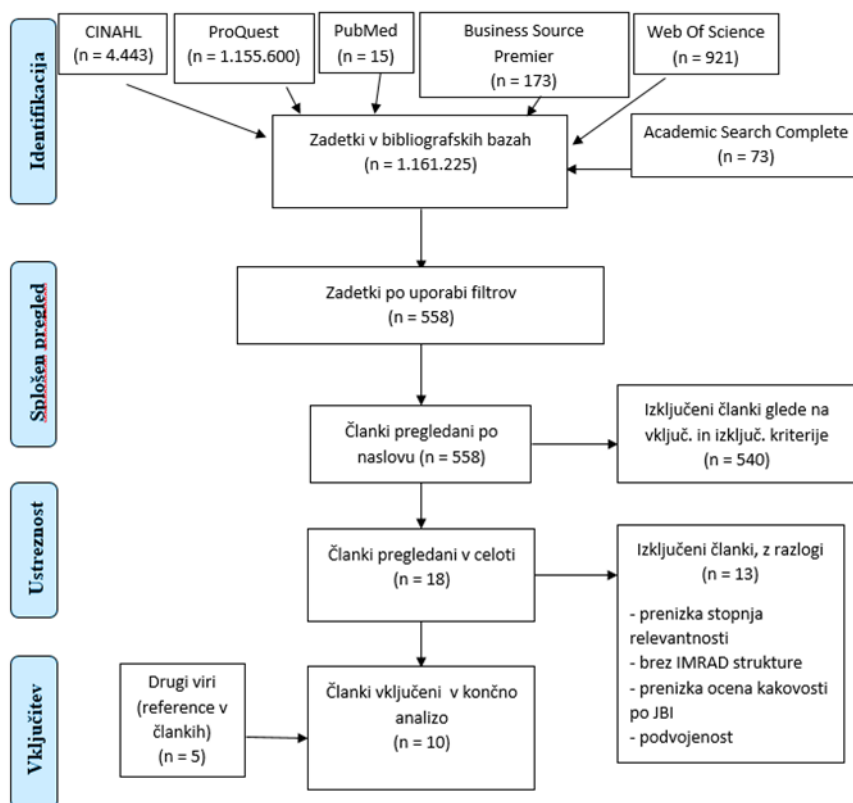 CINAHL
(n = 4.443)
ProQuest
(n = 1.155.600)
PubMed
(n = 15)
Business Source
Premier
(n = 173)
Web Of Science
(n = 921)
Identifikacija
Zadetki v bibliografskih bazah
(n = 1.161.225)
Academic Search Complete
(n = 73)
Splošen pregled
Zadetki po uporabi filtrov
(n = 558)
Članki pregledani po
naslovu (n = 558)
Izključeni članki glede na
vključ. in izključ. kriterije
(n = 540)
Ustreznost
Članki pregledani v celoti
(n = 18)
Izključeni članki, z razlogi
(n = 13)
- prenizka stopnja
relevantnosti
- brez IMRAD strukture
- prenizka ocena kakovosti
po JBI
- podvojenost
Vključitev
Drugi viri
(reference v
člankih)
(n = 5)
Članki vključeni v končno
analizo
(n = 10)